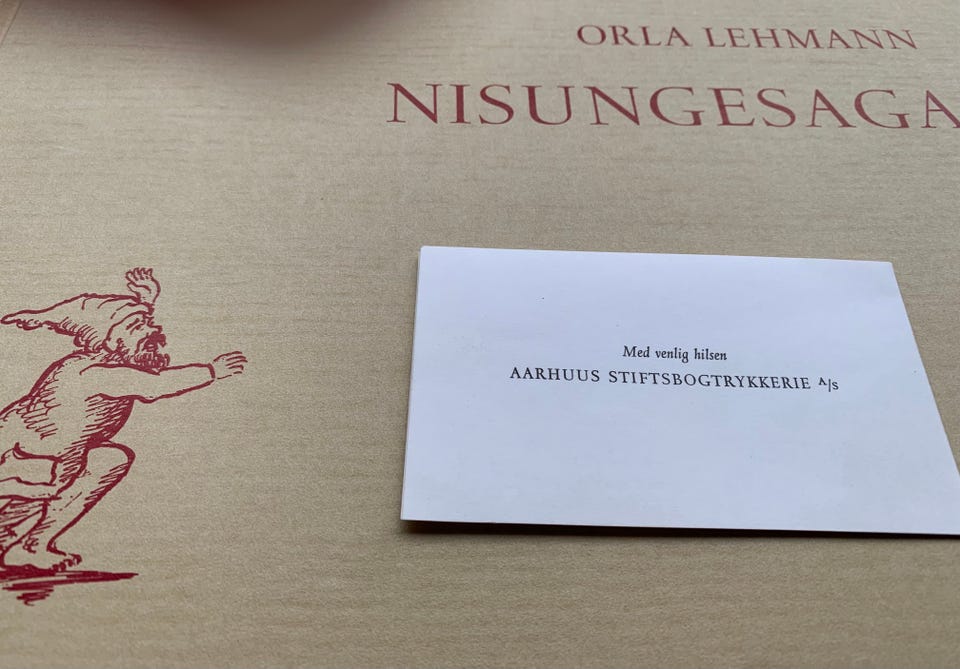 ORLA LEHMANN
NISUNGESAGA
Med venlig hilsen
AARHUUS STIFTSBOGTRYKKERIE A/S